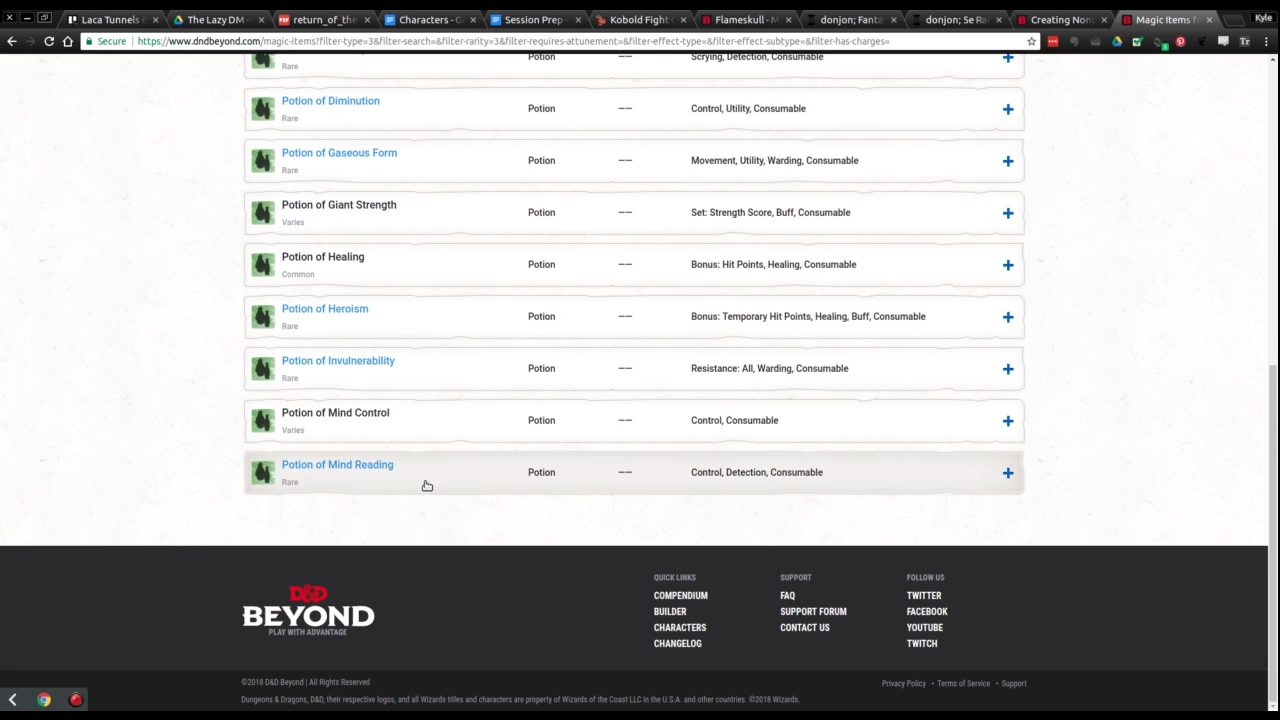 Laca Tunnels o
The Lazy DM -
return_of_the
Characters - G
Session Prep -
Kobold Fight
Flameskull - M
donjon; Fanta
donjon; 5e Ra
Creating Nonp
Magic Items fo
Kyle
Secure
https://www.dndbeyond.com/magic-items?filter-type=3&filter-search=&filter-rarity=3&filter-requires-attunement=&filter-effect-type=&filter-effect-subtype=&filter-has-charges=
Rare
Potion
Scrying, Detection, Consumable
Potion of Diminution
Rare
Potion
——
Control, Utility, Consumable
Potion of Gaseous Form
Rare
Potion
——
Movement, Utility, Warding, Consumable
Potion of Giant Strength
Varies
Potion
——
Set: Strength Score, Buff, Consumable
Potion of Healing
Common
Potion
——
Bonus: Hit Points, Healing, Consumable
Potion of Heroism
Rare
Potion
——
Bonus: Temporary Hit Points, Healing, Buff, Consumable
Potion of Invulnerability
Rare
Potion
——
Resistance: All, Warding, Consumable
Potion of Mind Control
Varies
Potion
——
Control, Consumable
Potion of Mind Reading
Rare
Potion
——
Control, Detection, Consumable
D&D
BEYOND
PLAY WITH ADVANTAGE
QUICK LINKS
COMPENDIUM
BUILDER
CHARACTERS
CHANGELOG
SUPPORT
FAQ
SUPPORT FORUM
CONTACT US
FOLLOW US
TWITTER
FACEBOOK
YOUTUBE
TWITCH
©2018 D&D Beyond | All Rights Reserved
Dungeons & Dragons, D&D, their respective logos, and all Wizards titles and characters are property of Wizards of the Coast LLC in the U.S.A. and other countries. ©2018 Wizards.
Privacy Policy • Terms of Service • Support